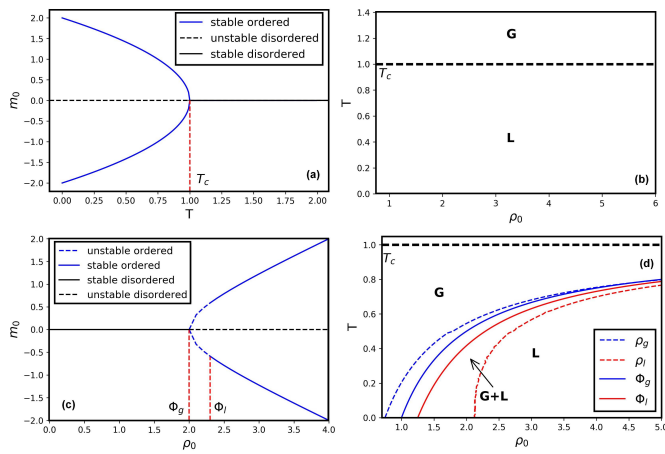 2.0
1.5
1.0
0.5
0.0
−0.5
−1.0
−1.5
−2.0
m₀
stable ordered
unstable disordered
stable disordered
T_c
(a)
0.00 0.25 0.50 0.75 1.00 1.25 1.50 1.75 2.00
T
1.4
1.2
1.0
0.8
0.6
0.4
0.2
0.0
T
G
T_c
L
(b)
1 2 3 4 5 6
ρ₀
2.0
1.5
1.0
0.5
0.0
−0.5
−1.0
−1.5
−2.0
m₀
unstable ordered
stable ordered
stable disordered
unstable disordered
(c)
Φ_g
Φ_l
0.0 0.5 1.0 1.5 2.0 2.5 3.0 3.5 4.0
ρ₀
1.0
0.8
0.6
0.4
0.2
0.0
T
T_c
(d)
G
L
G+L
ρ_g
ρ_l
Φ_g
Φ_l
1.0 1.5 2.0 2.5 3.0 3.5 4.0 4.5 5.0
ρ₀